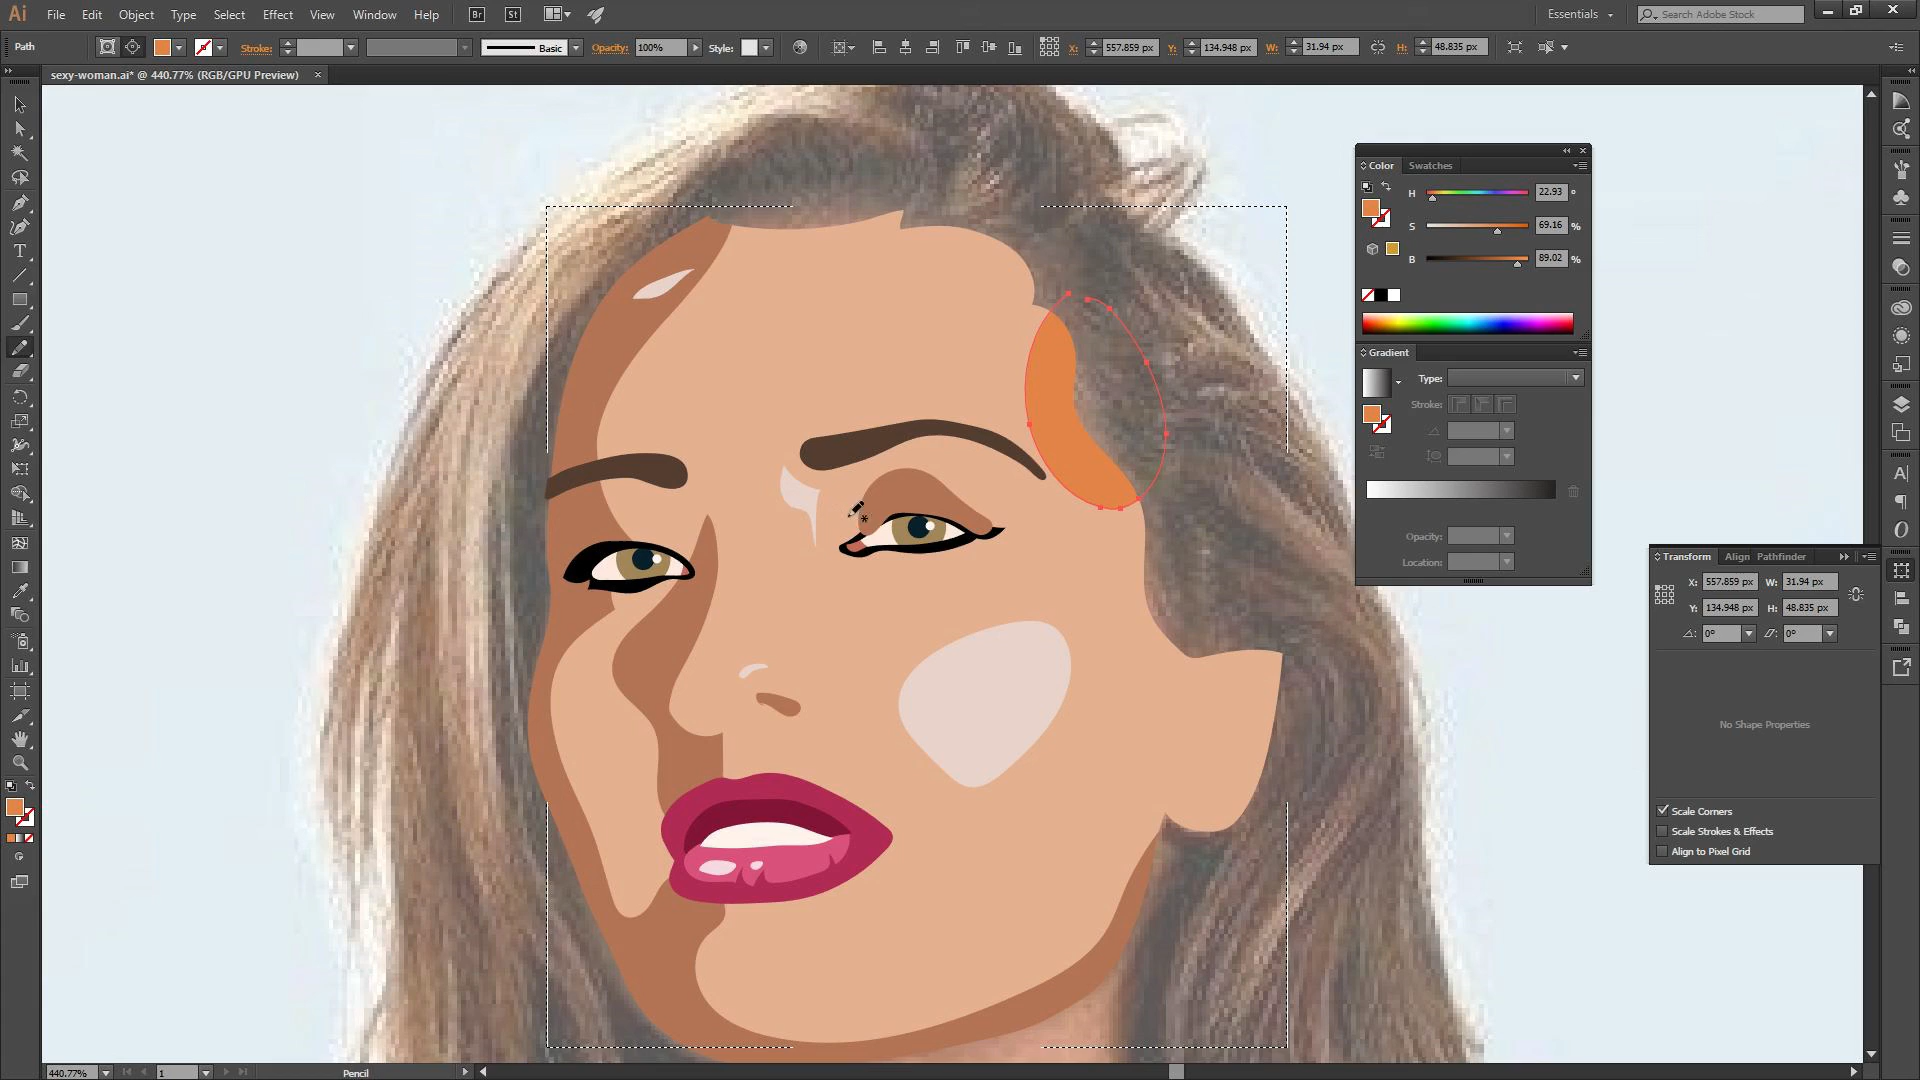 Ai File Edit Object Type Select Effect View Window Help Br St Essentials Search Adobe Stock
Path Stroke: Basic Opacity: 100% Style: X: 557.859 px Y: 134.948 px W: 31.94 px H: 48.835 px
sexy-woman.ai* @ 440.77% (RGB/GPU Preview)
Color Swatches
H 22.93 °
S 69.16 %
B 89.02 %
Gradient
Type:
Stroke:
Opacity:
Location:
Transform Align Pathfinder
X: 557.859 px W: 31.94 px
Y: 134.948 px H: 48.835 px
0° 0°
No Shape Properties
Scale Corners
Scale Strokes & Effects
Align to Pixel Grid
440.77% 1 Pencil